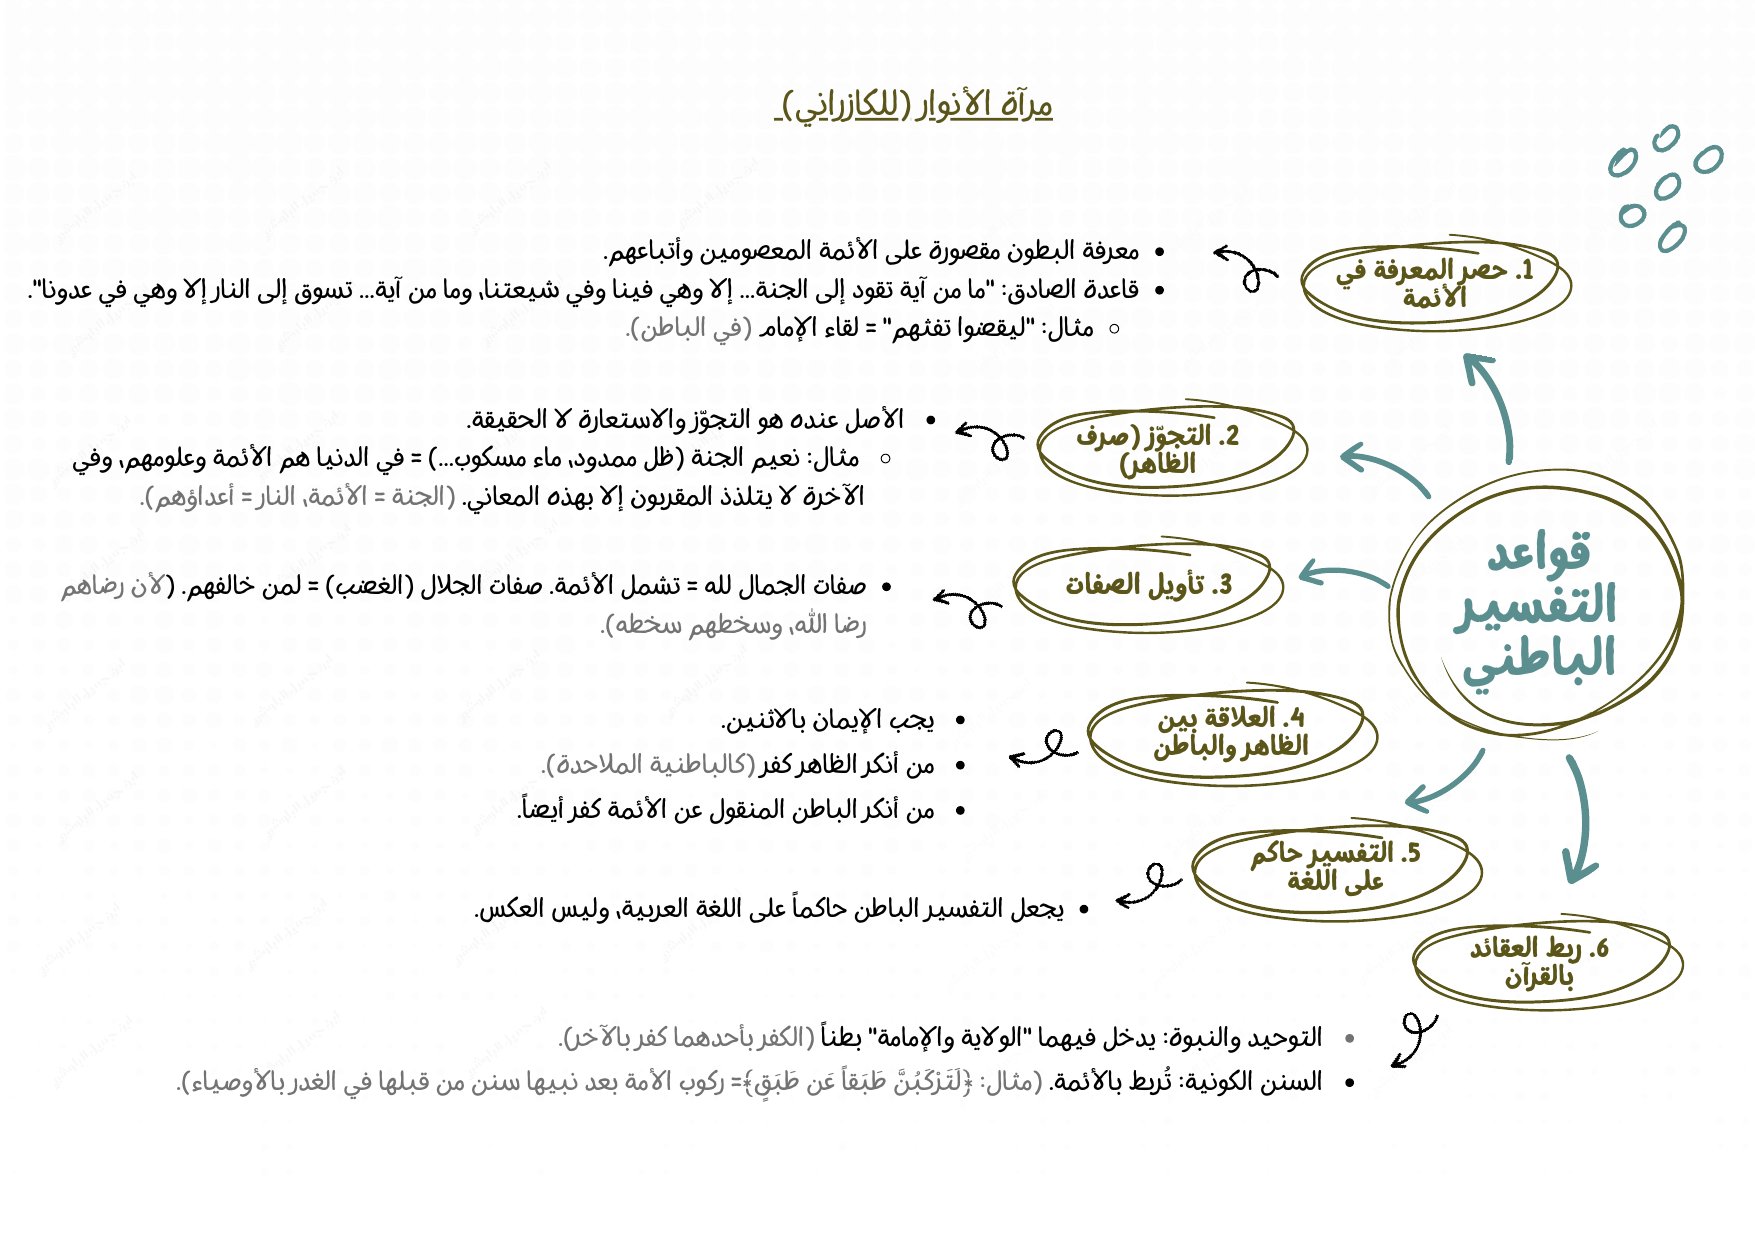 مرآة الأنوار (للكازراني)
قواعد
التفسير
الباطني
1. حصر المعرفة في
الأئمة
معرفة البطون مقصورة على الأئمة المعصومين وأتباعهم.
قاعدة الصادق: "ما من آية تقود إلى الجنة... إلا وهي فينا وفي شيعتنا، وما من آية... تسوق إلى النار إلا وهي في عدونا".
مثال: "ليقضوا تفثهم" = لقاء الإمام (في الباطن).
2. التجوّز (صرف
الظاهر)
الأصل عنده هو التجوّز والاستعارة لا الحقيقة.
مثال: نعيم الجنة (ظل ممدود، ماء مسكوب...) = في الدنيا هم الأئمة وعلومهم، وفي
الآخرة لا يتلذذ المقربون إلا بهذه المعاني. (الجنة = الأئمة، النار = أعداؤهم).
3. تأويل الصفات
صفات الجمال لله = تشمل الأئمة. صفات الجلال (الغضب) = لمن خالفهم. (لأن رضاهم
رضا الله، وسخطهم سخطه).
4. العلاقة بين
الظاهر والباطن
يجب الإيمان بالاثنين.
من أنكر الظاهر كفر (كالباطنية الملاحدة).
من أنكر الباطن المنقول عن الأئمة كفر أيضاً.
5. التفسير حاكم
على اللغة
يجعل التفسير الباطن حاكماً على اللغة العربية، وليس العكس.
6. ربط العقائد
بالقرآن
التوحيد والنبوة: يدخل فيهما "الولاية والإمامة" بطناً (الكفر بأحدهما كفر بالآخر).
السنن الكونية: تُربط بالأئمة. (مثال: ﴿لَتَرْكَبُنَّ طَبَقاً عَن طَبَقٍ﴾= ركوب الأمة بعد نبيها سنن من قبلها في الغدر بالأوصياء).